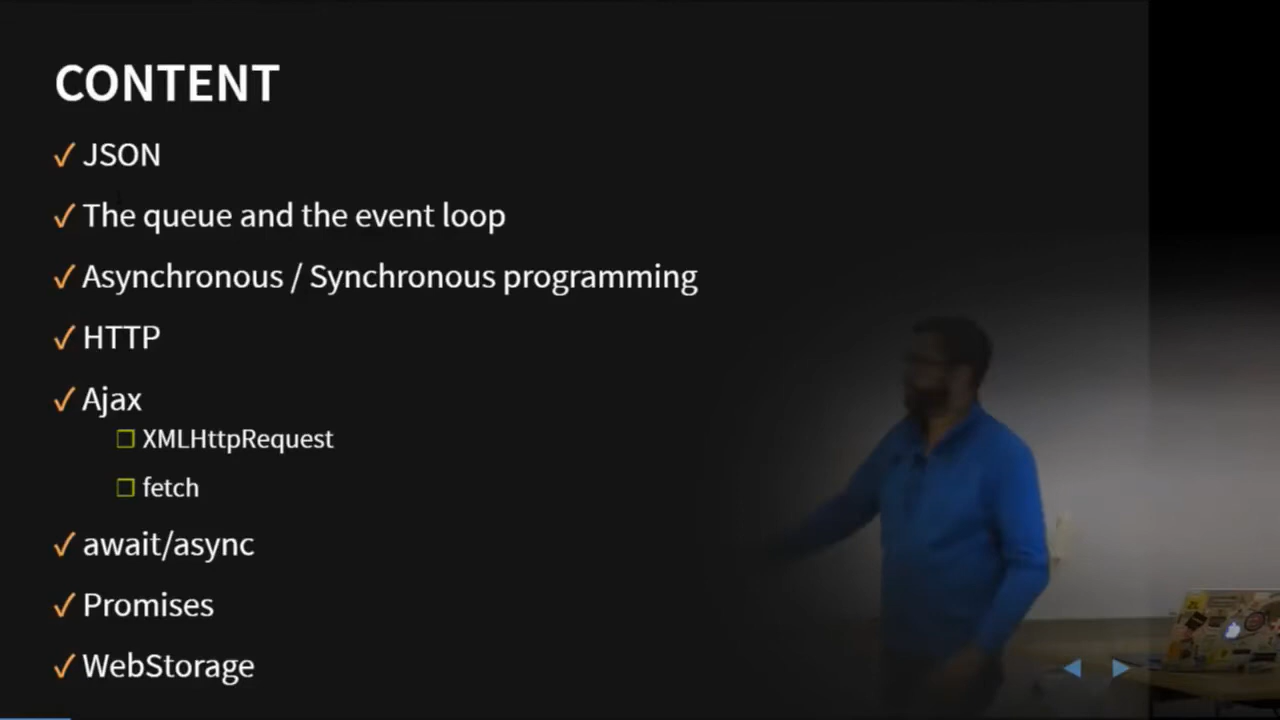 CONTENT
✓ JSON
✓ The queue and the event loop
✓ Asynchronous / Synchronous programming
✓ HTTP
✓ Ajax
❒ XMLHttpRequest
❒ fetch
✓ await/async
✓ Promises
✓ WebStorage